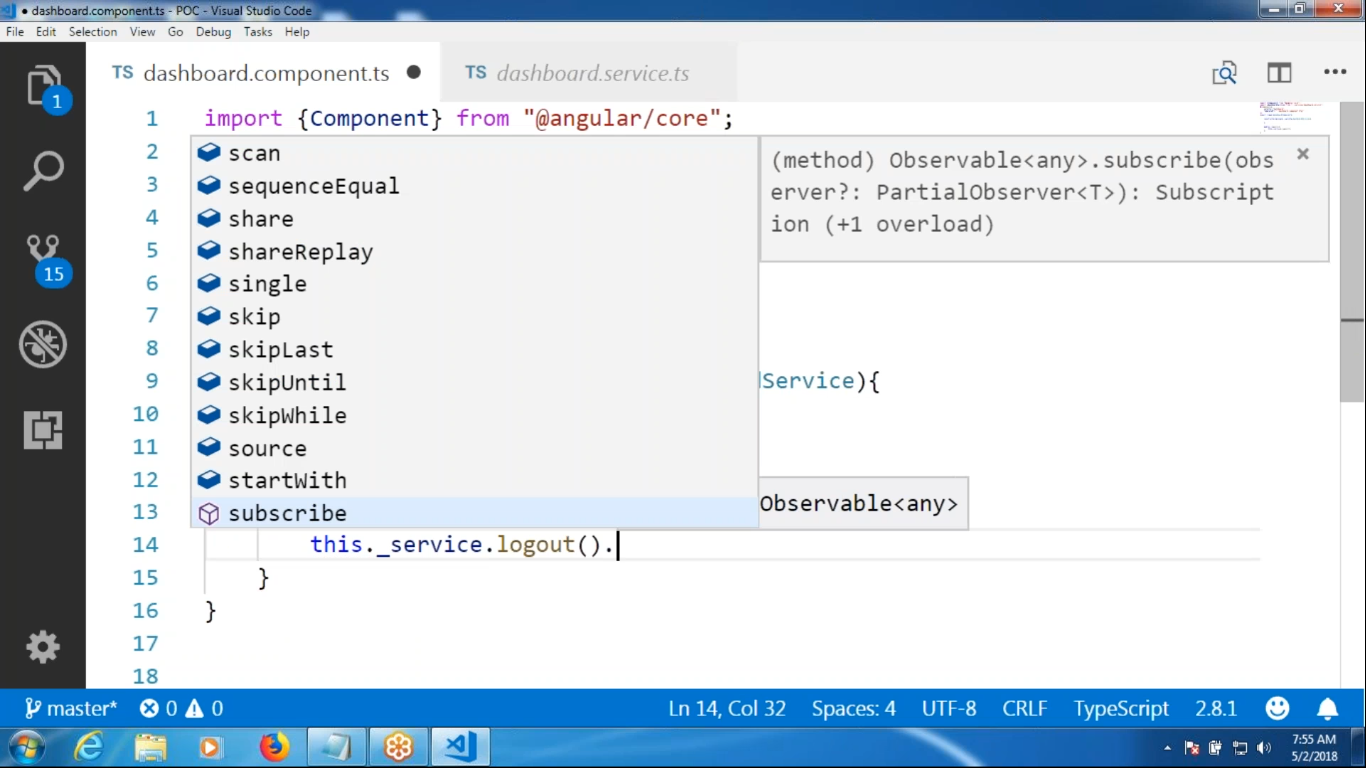 dashboard.component.ts - POC - Visual Studio Code
File Edit Selection View Go Debug Tasks Help
TS dashboard.component.ts
TS dashboard.service.ts
1 import {Component} from "@angular/core";
2
3
4
5
6
7
8
9 Service){
10
11
12
13
14 this._service.logout().
15 }
16 }
17
18
scan
sequenceEqual
share
shareReplay
single
skip
skipLast
skipUntil
skipWhile
source
startWith
subscribe
(method) Observable<any>.subscribe(obs
erver?: PartialObserver<T>): Subscript
ion (+1 overload)
Observable<any>
1
15
master* 0 0 Ln 14, Col 32 Spaces: 4 UTF-8 CRLF TypeScript 2.8.1
7:55 AM
5/2/2018